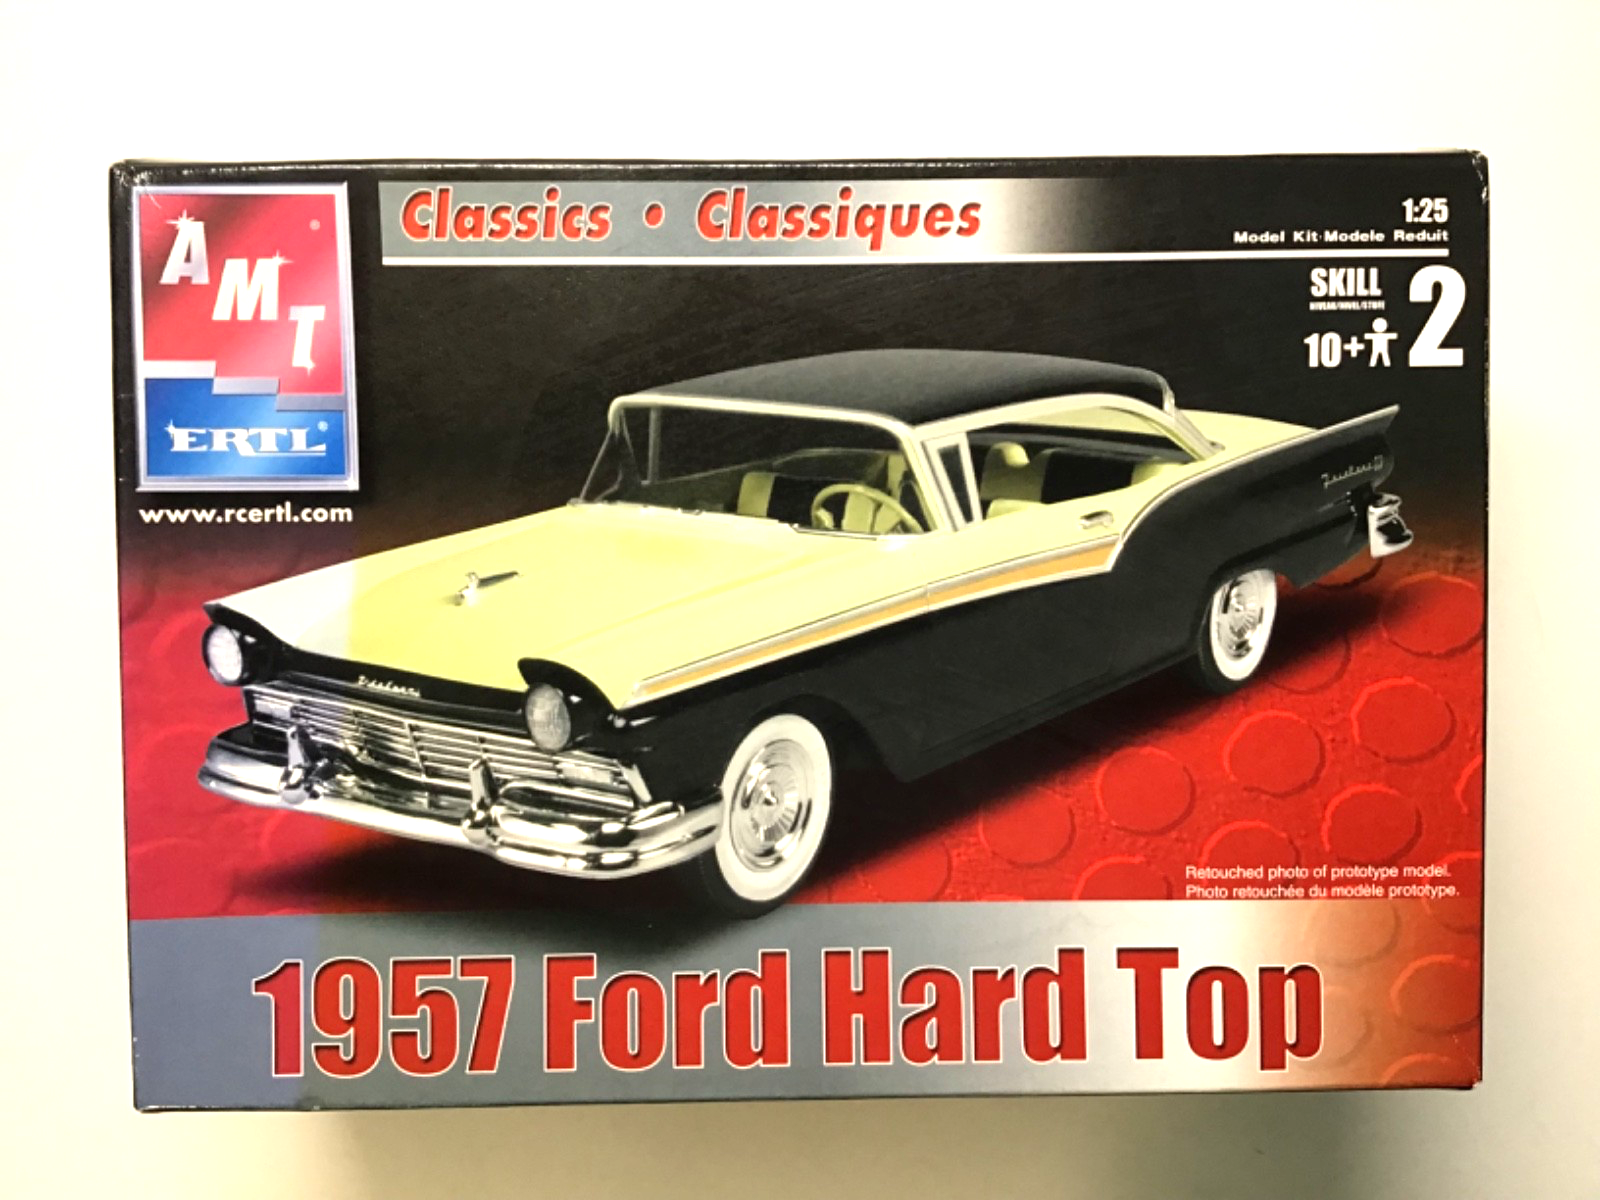 AMT
®
ERTL®
www.rcertl.com
Classics • Classiques
1:25
Model Kit·Modele Reduit
SKILL
2
10+
Retouched photo of prototype model.
Photo retouchée du modèle prototype.
1957 Ford Hard Top